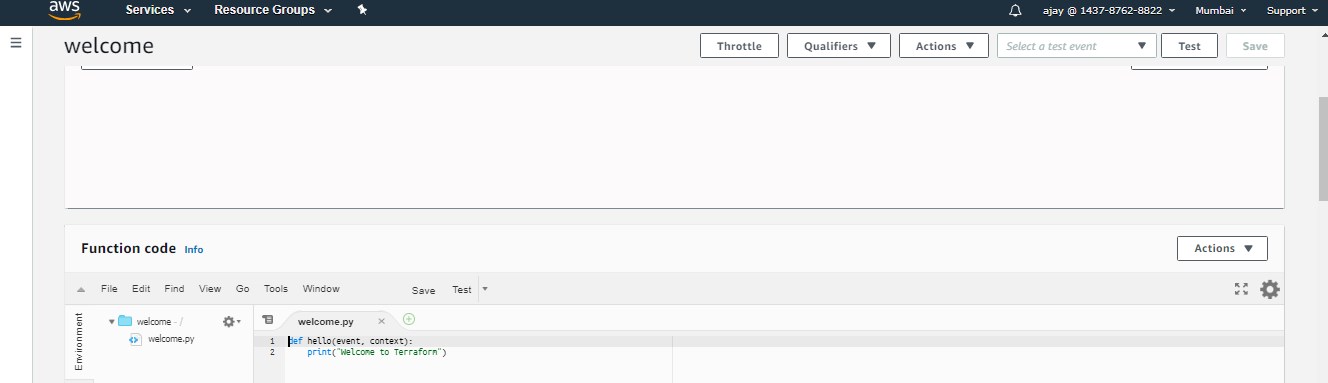 aws Services Resource Groups ajay @ 1437-8762-8822 Mumbai Support
welcome Throttle Qualifiers Actions Select a test event Test Save
Function code Info Actions
File Edit Find View Go Tools Window Save Test
Environment
welcome - /
welcome.py
welcome.py
1 def hello(event, context):
2 print("Welcome to Terraform")